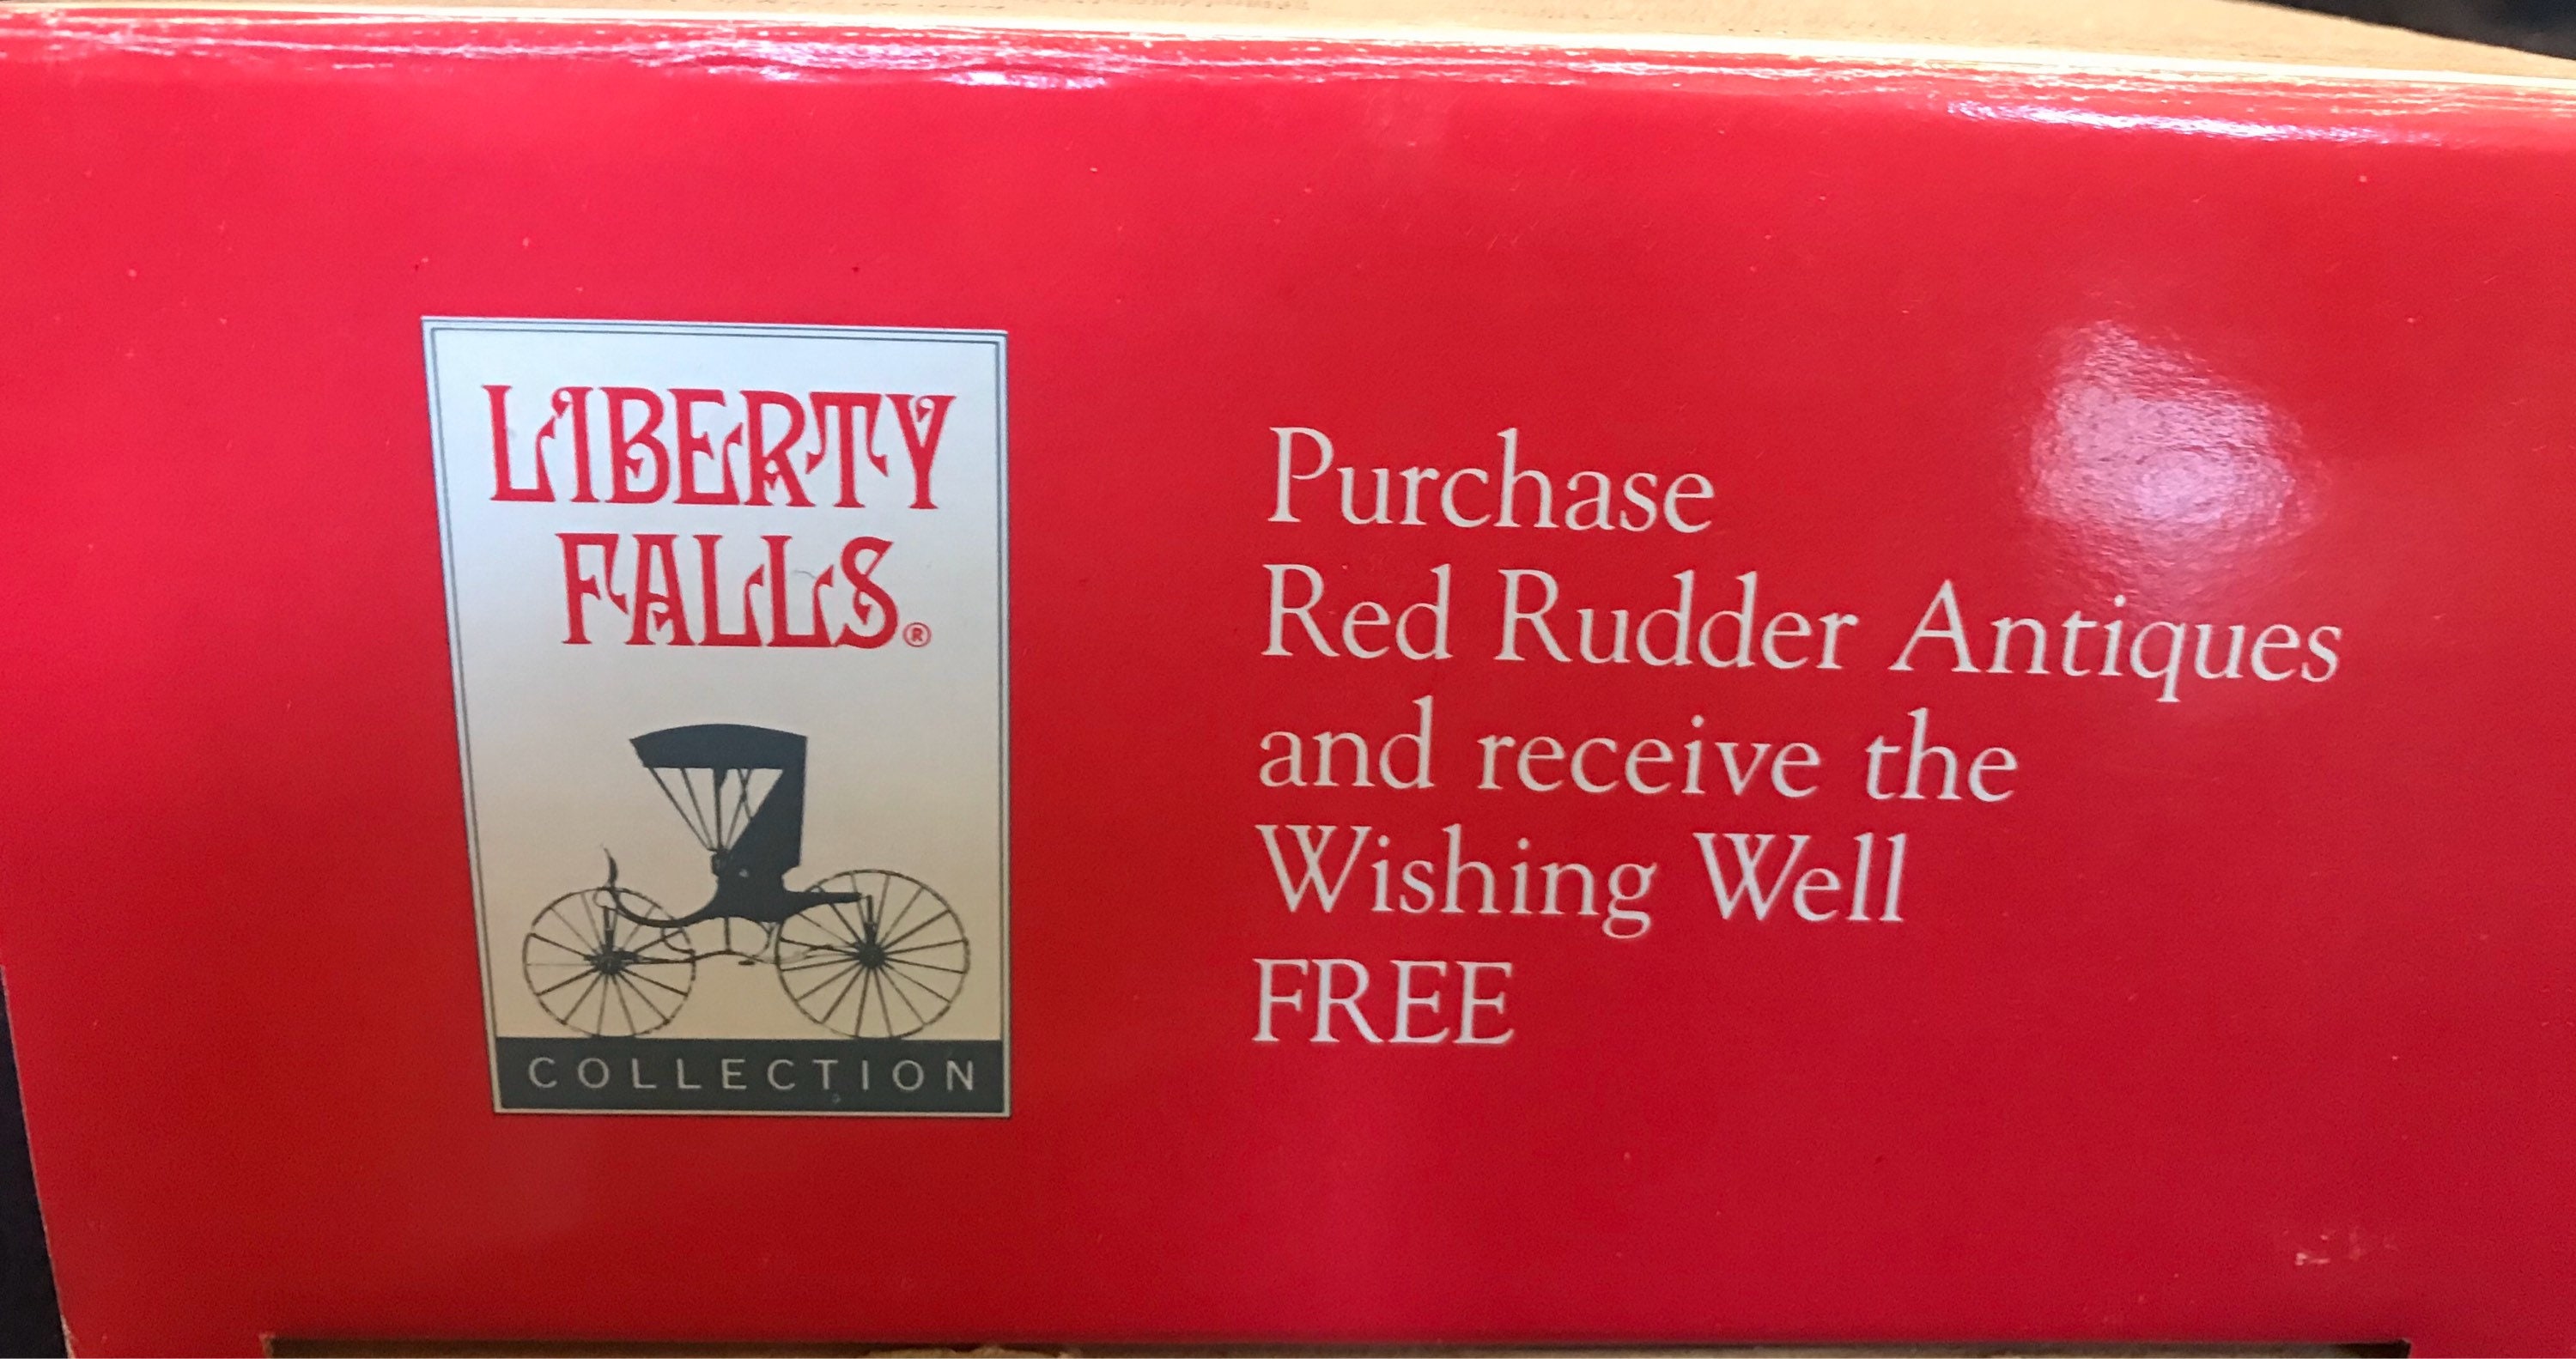 LIBERTY
FALLS®
COLLECTION
Purchase
Red Rudder Antiques
and receive the
Wishing Well
FREE